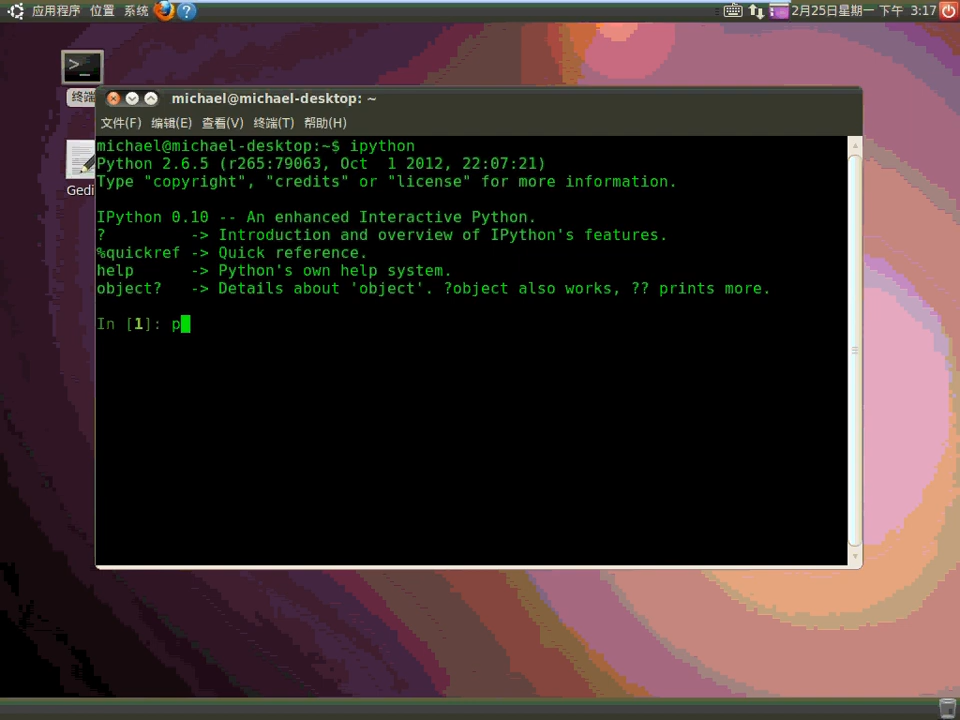 应用程序 位置 系统 ? 2月25日星期一 下午 3:17
>_
终端
michael@michael-desktop: ~
文件(F) 编辑(E) 查看(V) 终端(T) 帮助(H)
michael@michael-desktop:~$ ipython
Python 2.6.5 (r265:79063, Oct  1 2012, 22:07:21)
Type "copyright", "credits" or "license" for more information.
IPython 0.10 -- An enhanced Interactive Python.
?         -> Introduction and overview of IPython's features.
%quickref -> Quick reference.
help      -> Python's own help system.
object?   -> Details about 'object'. ?object also works, ?? prints more.
In [1]: p
Gedi